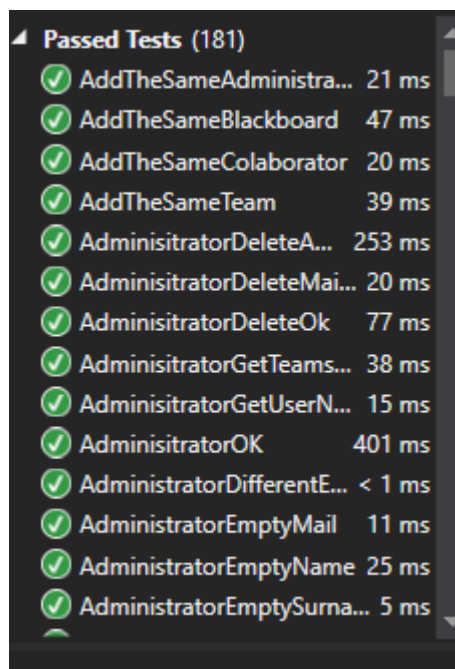 Passed Tests (181)
AddTheSameAdministra... 21 ms
AddTheSameBlackboard 47 ms
AddTheSameColaborator 20 ms
AddTheSameTeam 39 ms
AdminisitratorDeleteA... 253 ms
AdminisitratorDeleteMai... 20 ms
AdminisitratorDeleteOk 77 ms
AdminisitratorGetTeams... 38 ms
AdminisitratorGetUserN... 15 ms
AdminisitratorOK 401 ms
AdministratorDifferentE... < 1 ms
AdministratorEmptyMail 11 ms
AdministratorEmptyName 25 ms
AdministratorEmptySurna... 5 ms